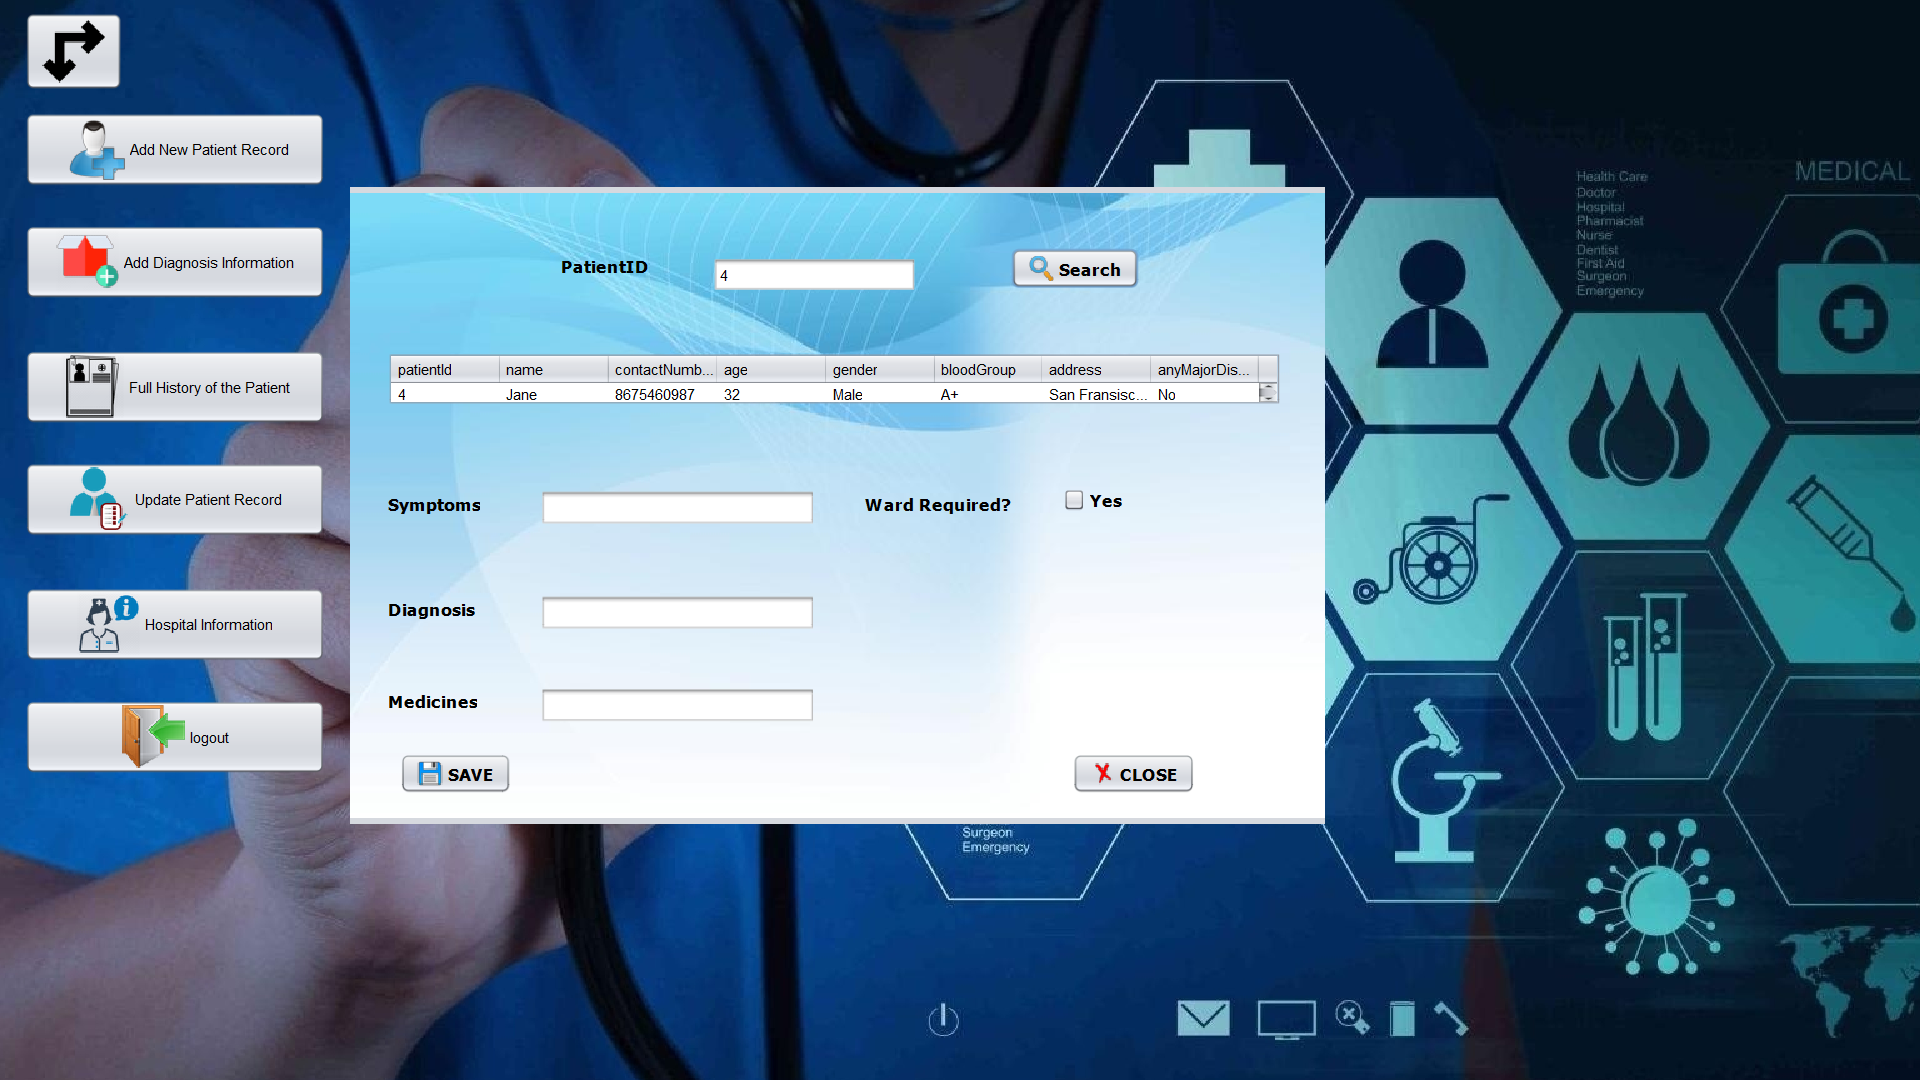 Add New Patient Record
Add Diagnosis Information
Full History of the Patient
Update Patient Record
Hospital Information
logout
PatientID
4
Search
patientId name contactNumb... age gender bloodGroup address anyMajorDis...
4 Jane 8675460987 32 Male A+ San Fransisc... No
Symptoms
Ward Required?
Yes
Diagnosis
Medicines
SAVE
CLOSE
MEDICAL
Health Care
Doctor
Hospital
Pharmacist
Nurse
Dentist
First Aid
Surgeon
Emergency
Surgeon
Emergency